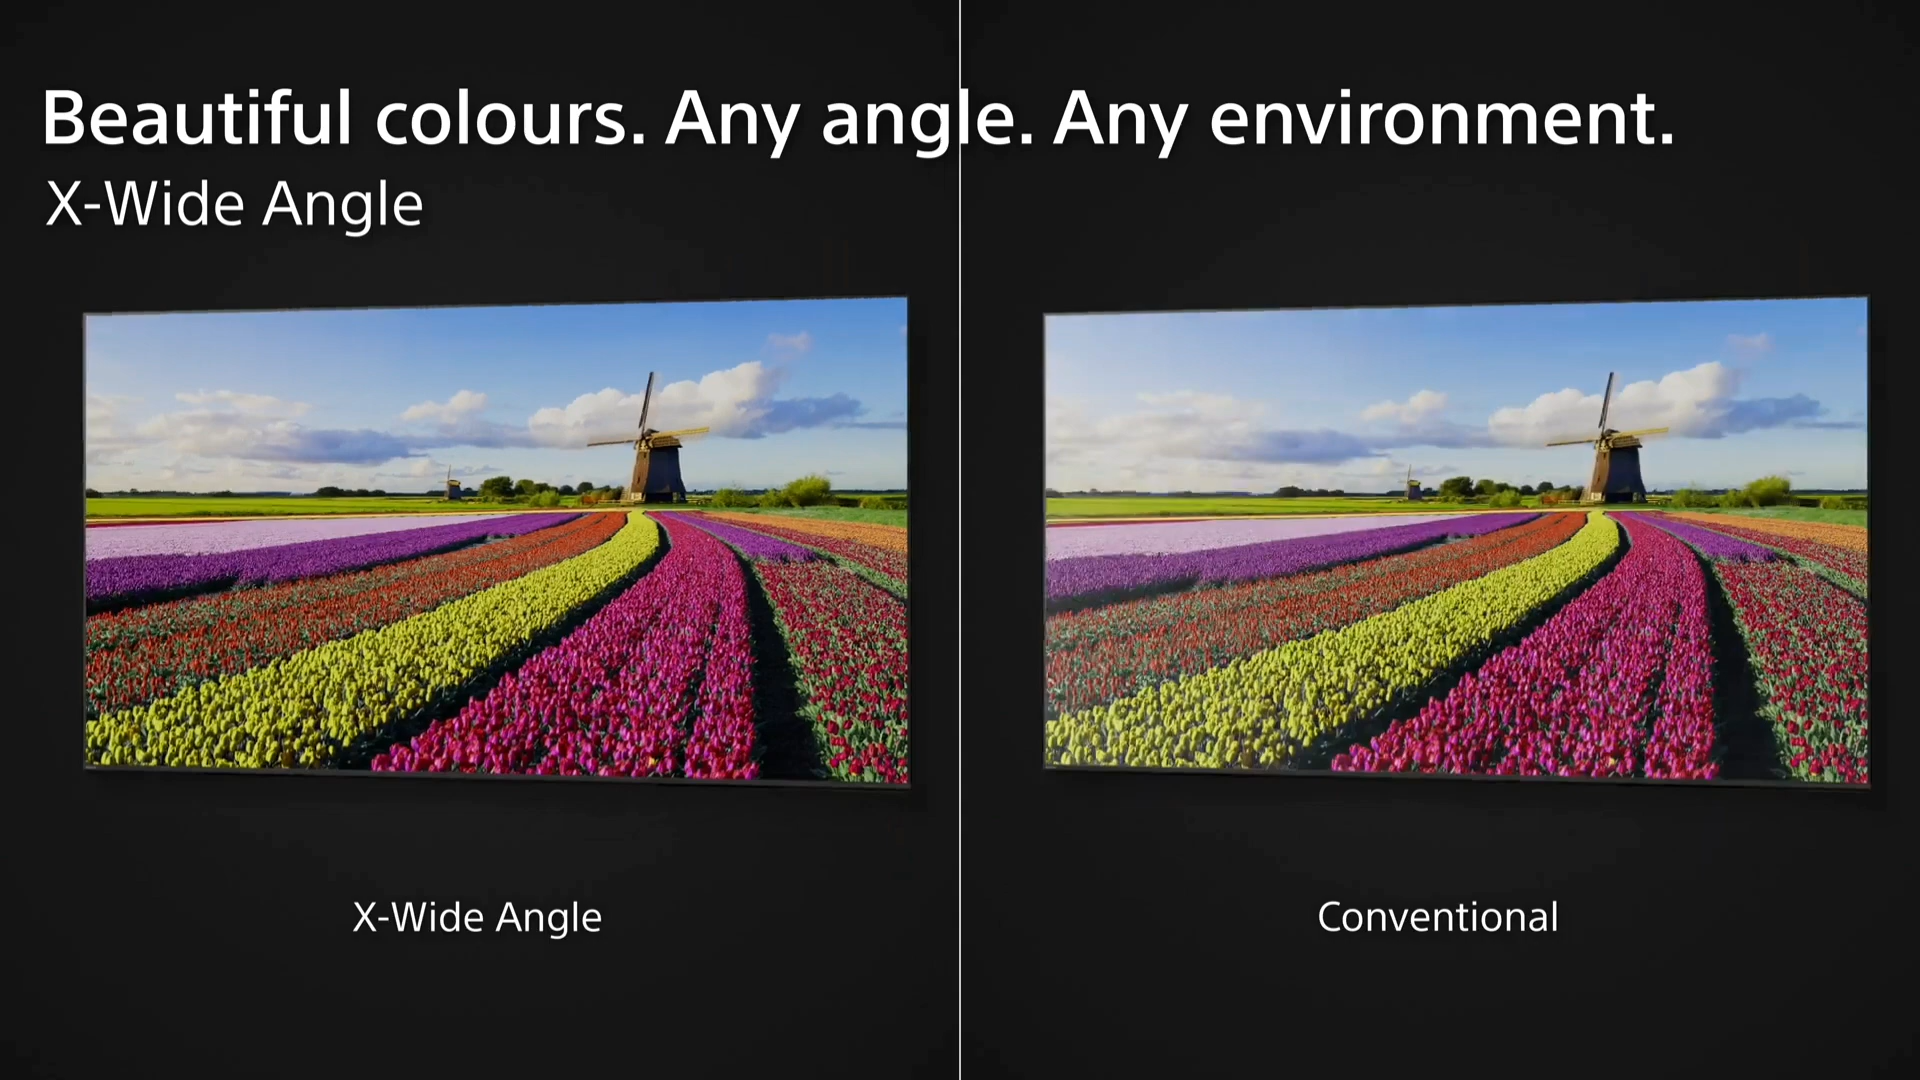 Beautiful colours. Any angle. Any environment.
X-Wide Angle
X-Wide Angle
Conventional